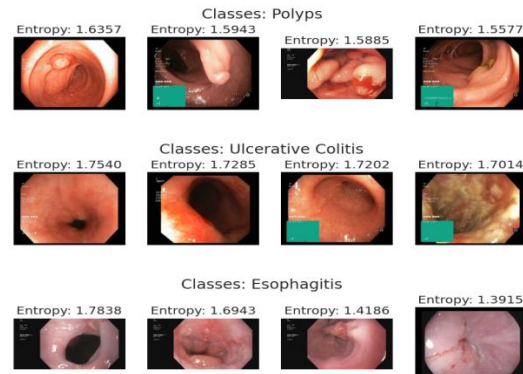 Classes: Polyps
Entropy: 1.6357 Entropy: 1.5943 Entropy: 1.5885 Entropy: 1.5577
Classes: Ulcerative Colitis
Entropy: 1.7540 Entropy: 1.7285 Entropy: 1.7202 Entropy: 1.7014
Classes: Esophagitis
Entropy: 1.7838 Entropy: 1.6943 Entropy: 1.4186 Entropy: 1.3915